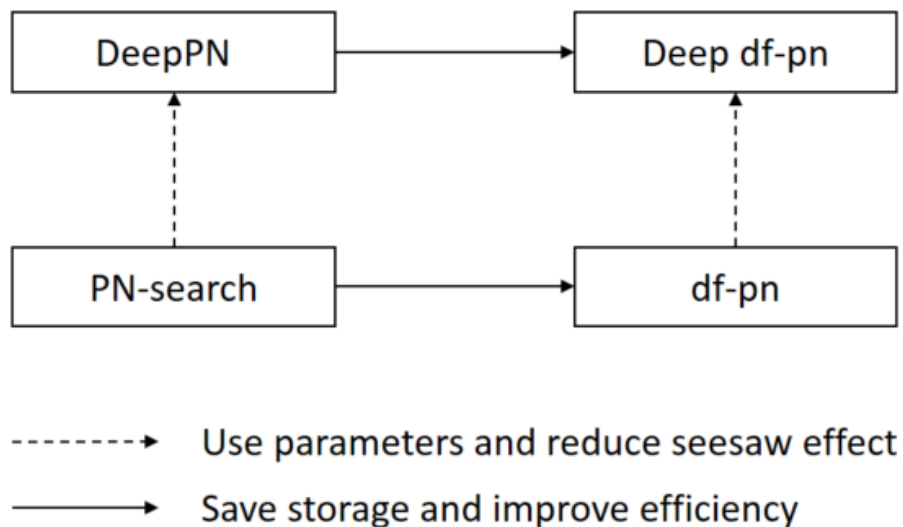 DeepPN
Deep df-pn
PN-search
df-pn
Use parameters and reduce seesaw effect
Save storage and improve efficiency